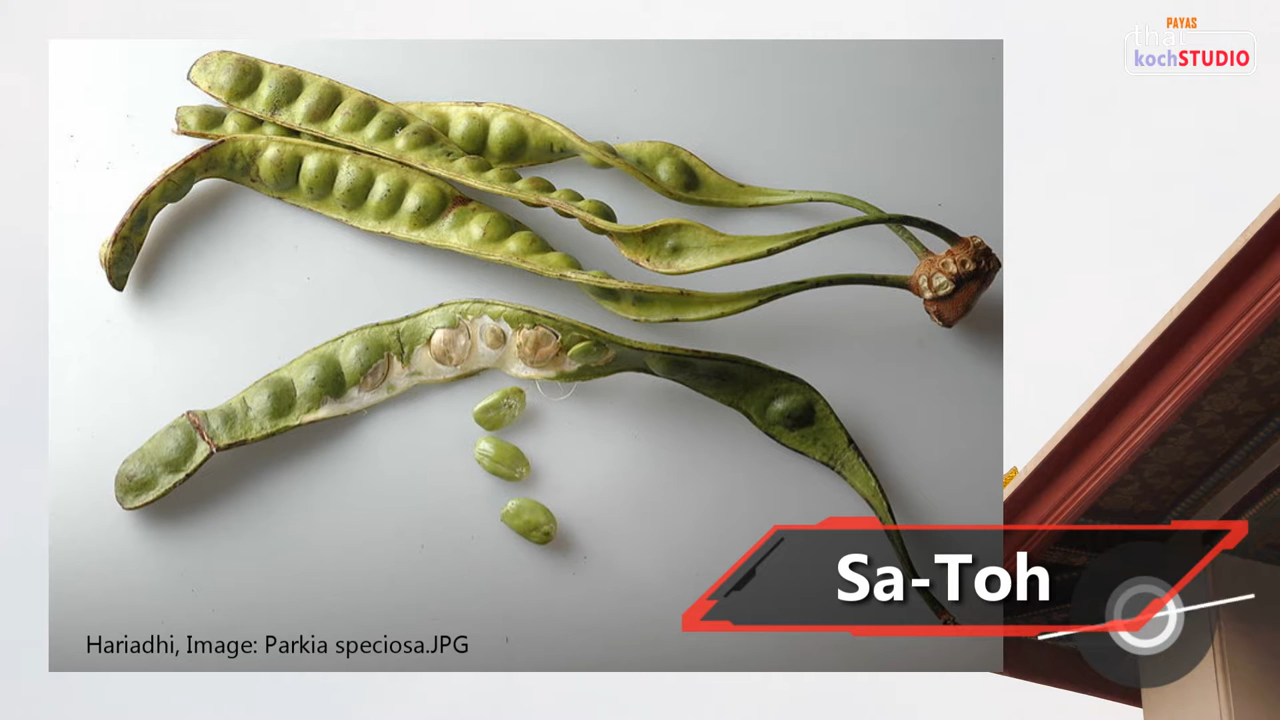 PAYAS
thai
kochSTUDIO
Sa-Toh
Hariadhi, Image: Parkia speciosa.JPG